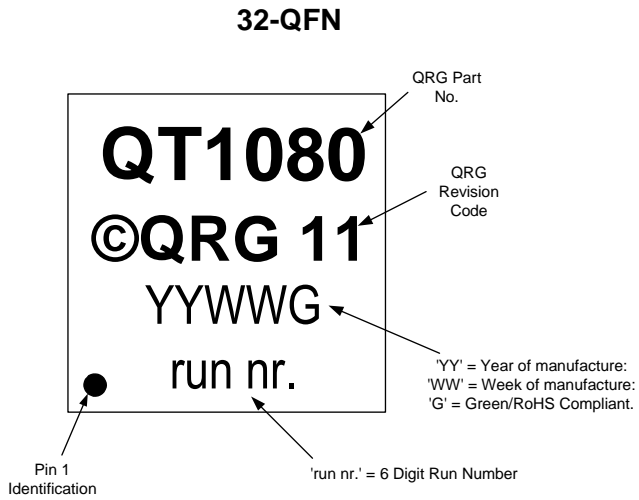 32-QFN
QRG Part
No.
QT1080
QRG
Revision
Code
©QRG 11
YYWWG
'YY' = Year of manufacture:
'WW' = Week of manufacture:
'G' = Green/RoHS Compliant.
run nr.
Pin 1
Identification
'run nr.' = 6 Digit Run Number